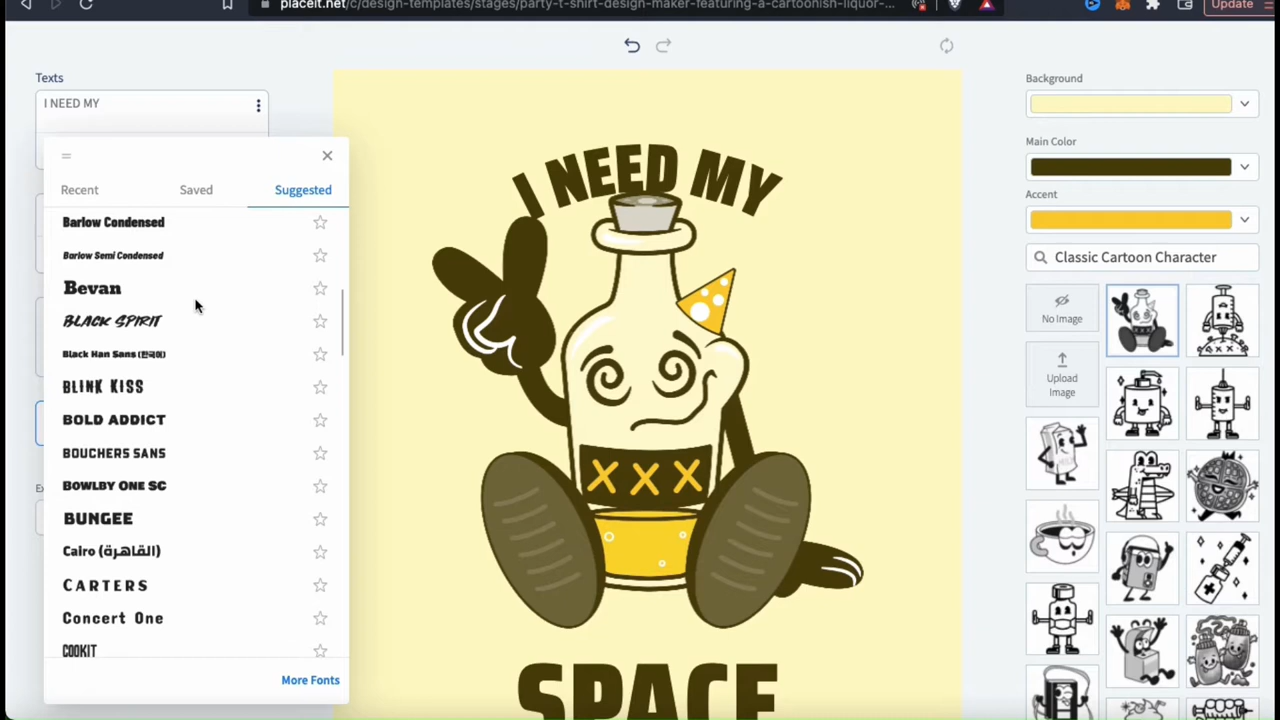 placeit.net/c/design-templates/stages/party-t-shirt-design-maker-featuring-a-cartoonish-liquor-...
Update
Texts
I NEED MY
Recent
Saved
Suggested
Barlow Condensed
Barlow Semi Condensed
Bevan
BLACK SPIRIT
Black Han Sans (한국어)
BLINK KISS
BOLD ADDICT
BOUCHERS SANS
BOWLBY ONE SC
BUNGEE
Cairo (القاهرة)
CARTERS
Concert One
COOKIT
More Fonts
I NEED MY
XXX
SPACE
Background
Main Color
Accent
Classic Cartoon Character
No Image
Upload
Image